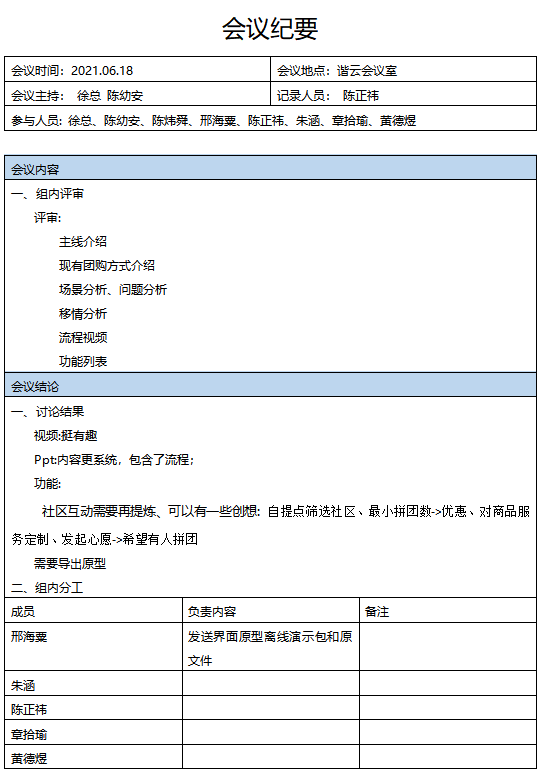 会议纪要
会议时间：2021.06.18 会议地点：谐云会议室
会议主持： 徐总 陈幼安 记录人员： 陈正祎
参与人员: 徐总、陈幼安、陈炜舜、邢海粟、陈正祎、朱涵、章拾瑜、黄德煜
会议内容
一、组内评审
评审:
主线介绍
现有团购方式介绍
场景分析、问题分析
移情分析
流程视频
功能列表
会议结论
一、讨论结果
视频:挺有趣
Ppt:内容更系统，包含了流程；
功能:
社区互动需要再提炼、可以有一些创想：自提点筛选社区、最小拼团数->优惠、对商品服
务定制、发起心愿->希望有人拼团
需要导出原型
二、组内分工
成员 负责内容 备注
邢海粟 发送界面原型离线演示包和原
文件
朱涵
陈正祎
章拾瑜
黄德煜